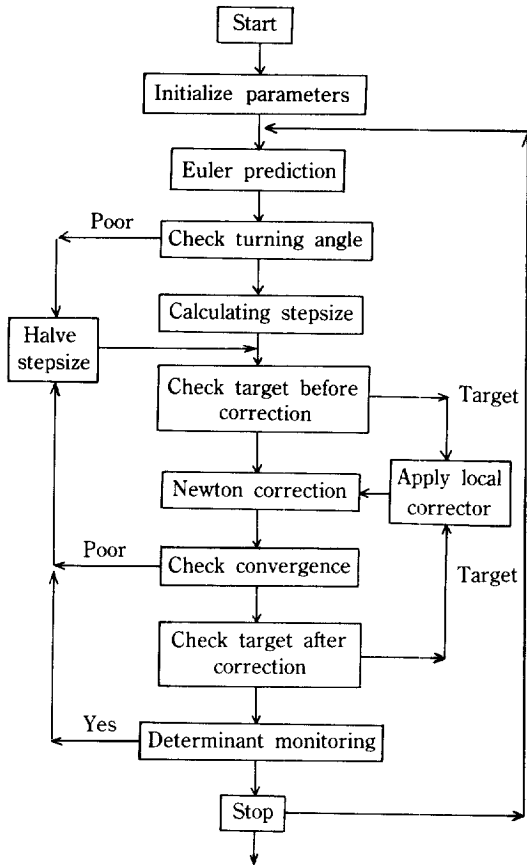 Start
Initialize parameters
Euler prediction
Poor
Check turning angle
Calculating stepsize
Halve
stepsize
Check target before
correction
Target
Newton correction
Apply local
corrector
Poor
Check convergence
Target
Check target after
correction
Yes
Determinant monitoring
Stop